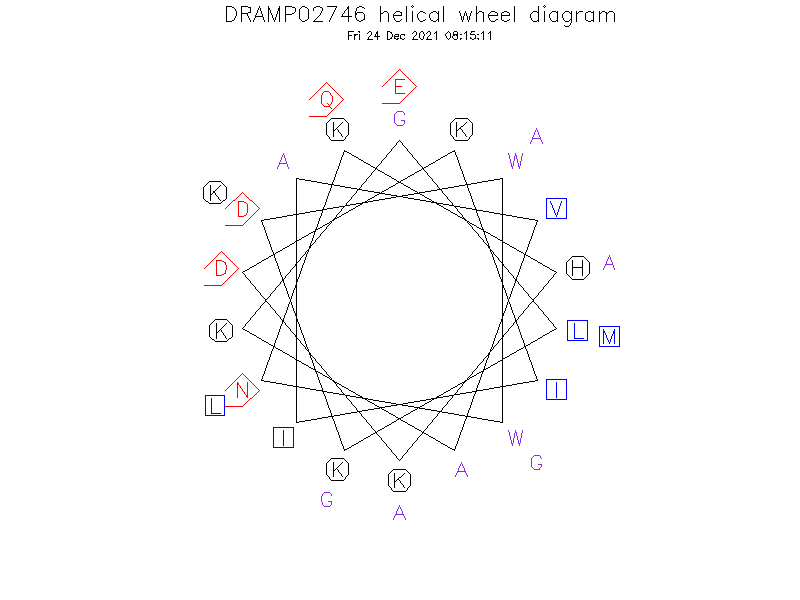 DRAMP02746 helical wheel diagram
Fri 24 Dec 2021 08:15:11
E
Q
G
K
K
A
A
W
K
D
V
D
H
A
K
L
M
N
L
I
I
W
G
K
A
K
G
A